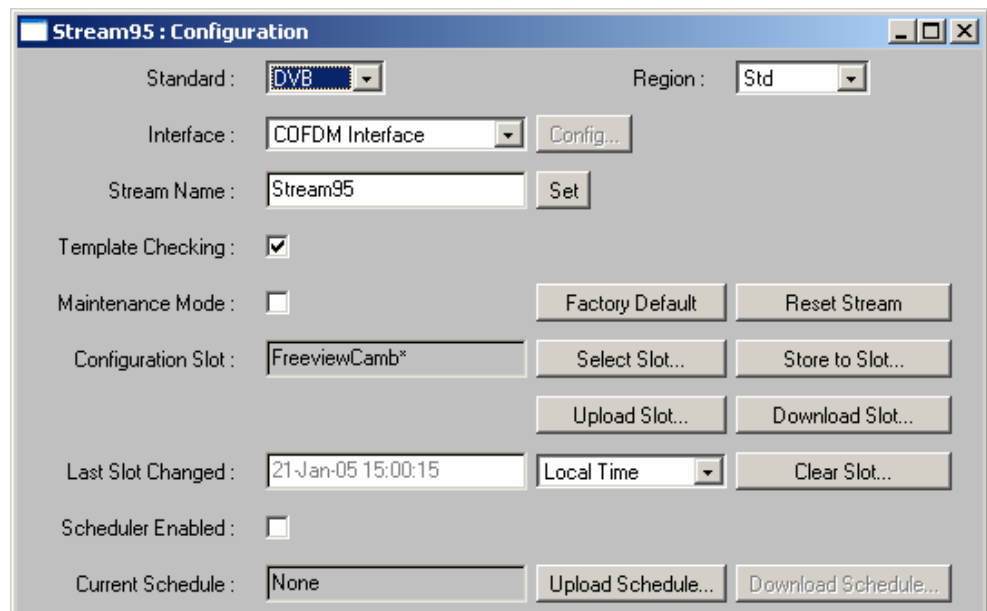 Stream95 : Configuration
Standard : DVB Region : Std
Interface : COFDM Interface Config...
Stream Name : Stream95 Set
Template Checking :
Maintenance Mode : Factory Default Reset Stream
Configuration Slot : FreeviewCamb* Select Slot... Store to Slot...
Upload Slot... Download Slot...
Last Slot Changed : 21-Jan-05 15:00:15 Local Time Clear Slot...
Scheduler Enabled :
Current Schedule : None Upload Schedule... Download Schedule...